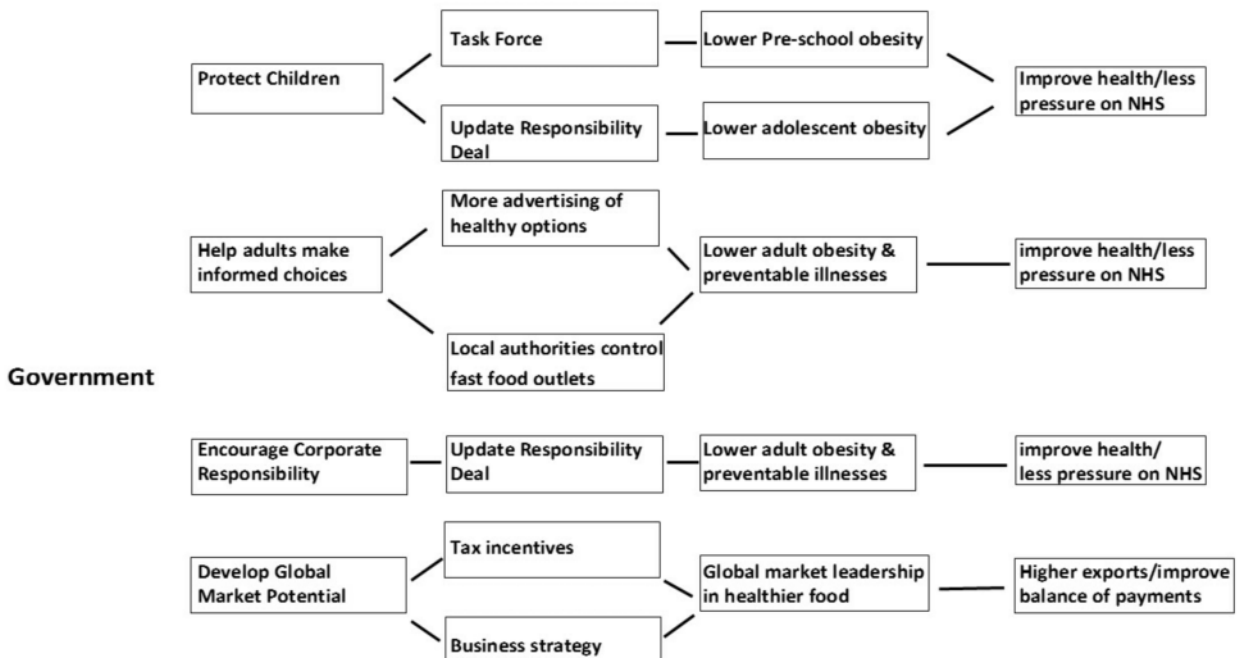 Task Force
Lower Pre-school obesity
Protect Children
Improve health/less
pressure on NHS
Update Responsibility
Deal
Lower adolescent obesity
More advertising of
healthy options
Help adults make
informed choices
Lower adult obesity &
preventable illnesses
improve health/less
pressure on NHS
Local authorities control
fast food outlets
Government
Encourage Corporate
Responsibility
Update Responsibility
Deal
Lower adult obesity &
preventable illnesses
improve health/
less pressure on NHS
Tax incentives
Develop Global
Market Potential
Global market leadership
in healthier food
Higher exports/improve
balance of payments
Business strategy